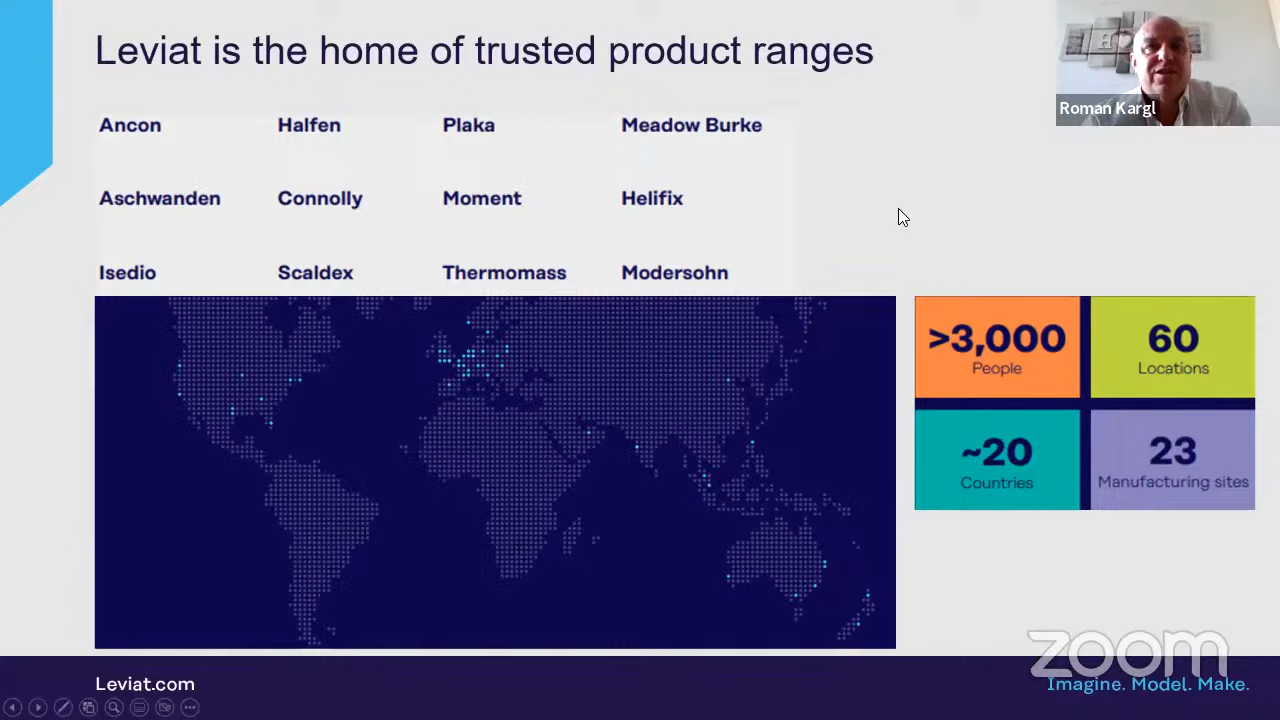 Leviat is the home of trusted product ranges
Roman Kargl
Ancon Halfen Plaka Meadow Burke
Aschwanden Connolly Moment Helifix
Isedio Scaldex Thermomass Modersohn
>3,000
People
60
Locations
~20
Countries
23
Manufacturing sites
zoom
Leviat.com
Imagine. Model. Make.